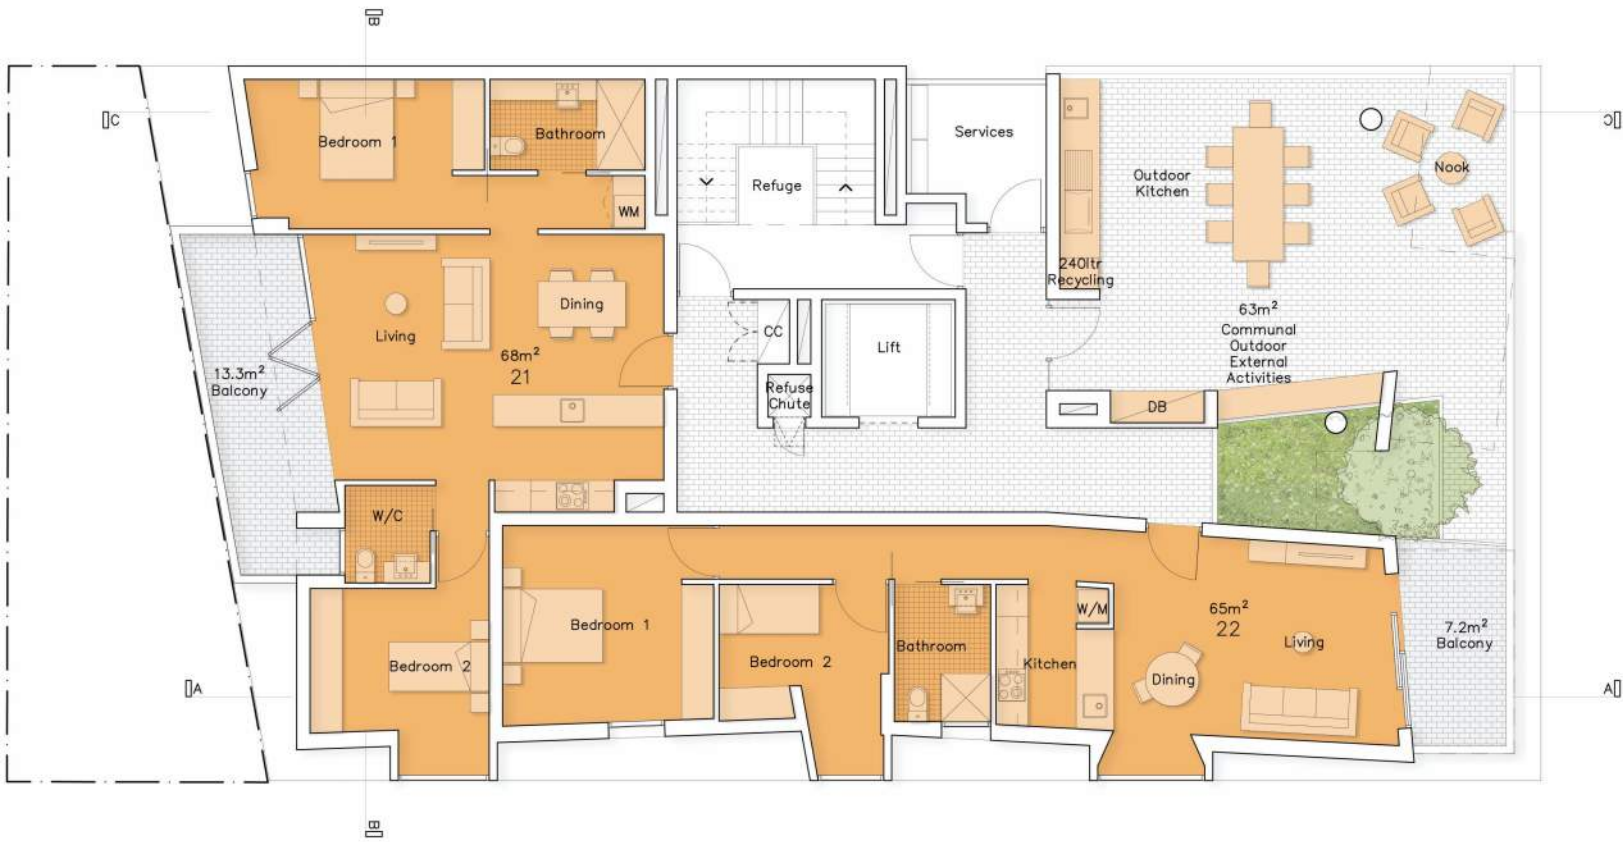 B
C
C
Bedroom 1
Bathroom
WM
Refuge
Services
Outdoor
Kitchen
Nook
240ltr
Recycling
63m²
Communal
Outdoor
External
Activities
Living
Dining
68m²
21
13.3m²
Balcony
CC
Lift
Refuse
Chute
DB
W/C
Bedroom 2
Bedroom 1
Bedroom 2
Bathroom
Kitchen
W/M
65m²
22
Dining
Living
7.2m²
Balcony
A
A
B